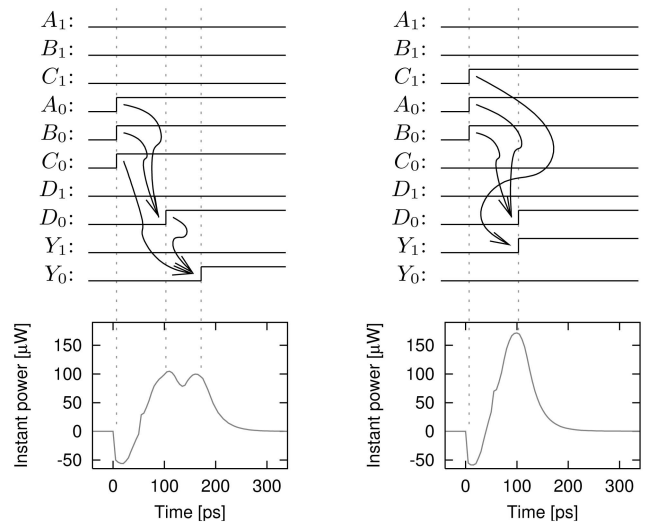 A₁:
B₁:
C₁:
A₀:
B₀:
C₀:
D₁:
D₀:
Y₁:
Y₀:
Instant power [µW]
150
100
50
0
-50
0 100 200 300
Time [ps]
A₁:
B₁:
C₁:
A₀:
B₀:
C₀:
D₁:
D₀:
Y₁:
Y₀:
Instant power [µW]
150
100
50
0
-50
0 100 200 300
Time [ps]